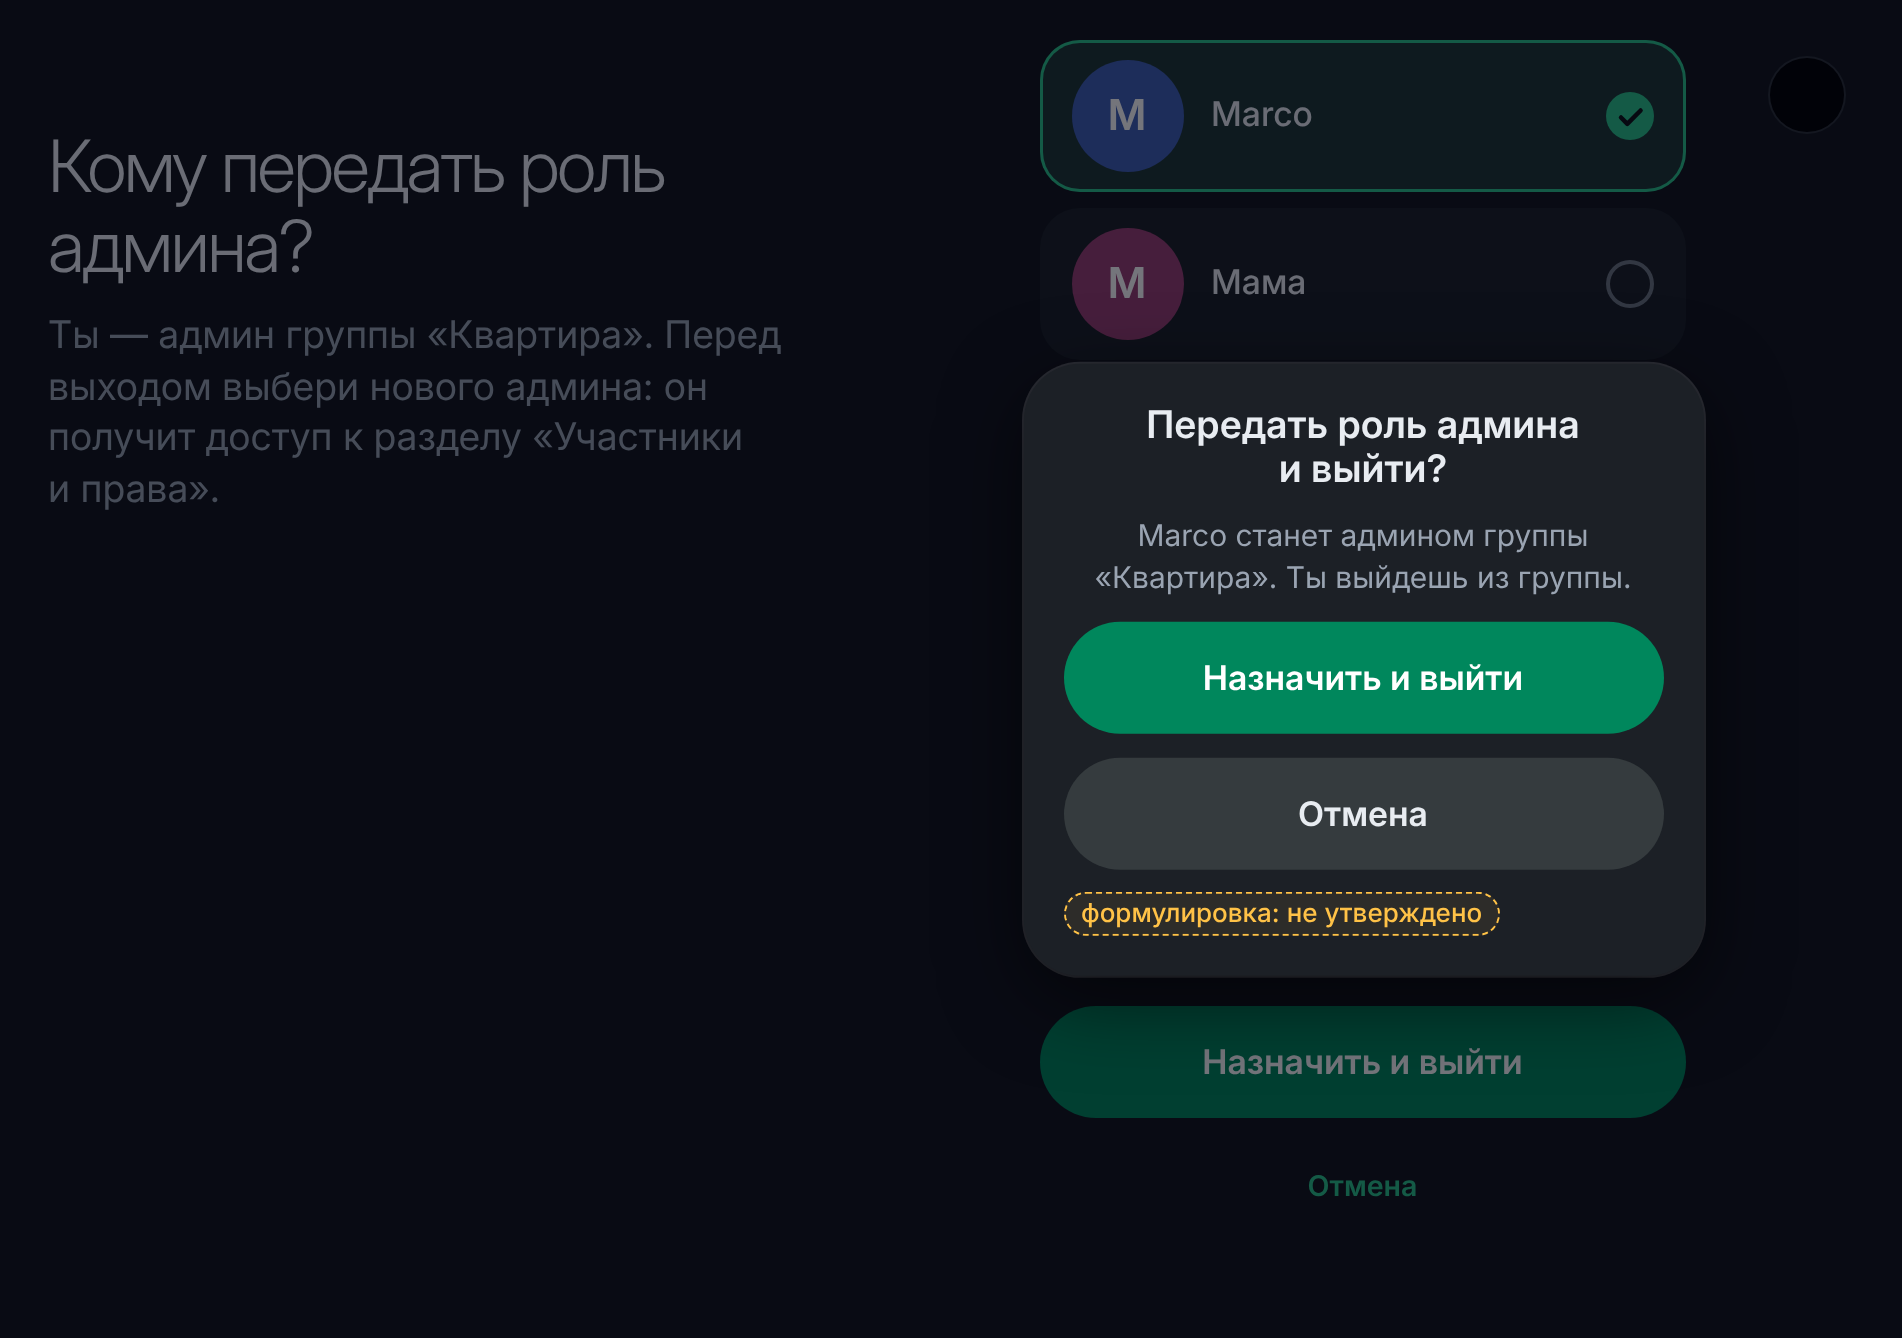 Кому передать роль
админа?
Ты — админ группы «Квартира». Перед
выходом выбери нового админа: он
получит доступ к разделу «Участники
и права».
M
Marco
М
Мама
Передать роль админа
и выйти?
Marco станет админом группы
«Квартира». Ты выйдешь из группы.
Назначить и выйти
Отмена
формулировка: не утверждено
Назначить и выйти
Отмена